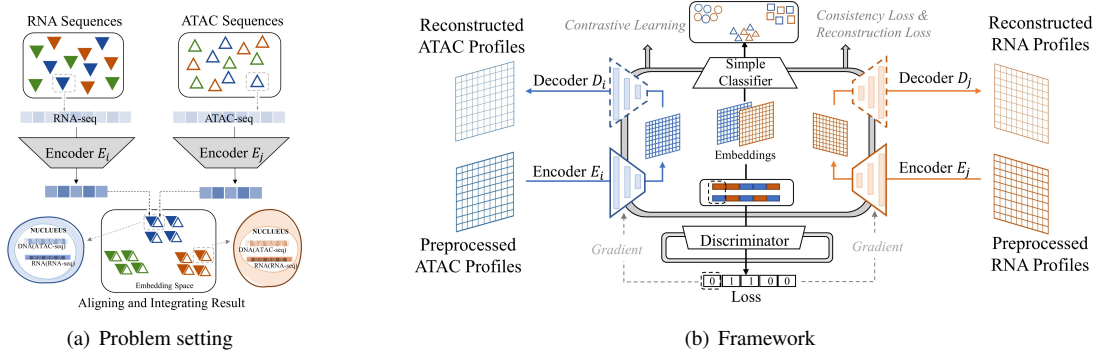 RNA Sequences
ATAC Sequences
RNA-seq
ATAC-seq
Encoder E_i
Encoder E_j
NUCLUEUS
DNA(ATAC-seq)
RNA(RNA-seq)
NUCLUEUS
DNA(ATAC-seq)
RNA(RNA-seq)
Embedding Space
Aligning and Integrating Result
(a) Problem setting
Reconstructed
ATAC Profiles
Contrastive Learning
Consistency Loss &
Reconstruction Loss
Reconstructed
RNA Profiles
Simple
Classifier
Decoder D_i
Decoder D_j
Embeddings
Encoder E_i
Encoder E_j
Preprocessed
ATAC Profiles
Gradient
Discriminator
Gradient
Preprocessed
RNA Profiles
0 1 1 0 0
Loss
(b) Framework